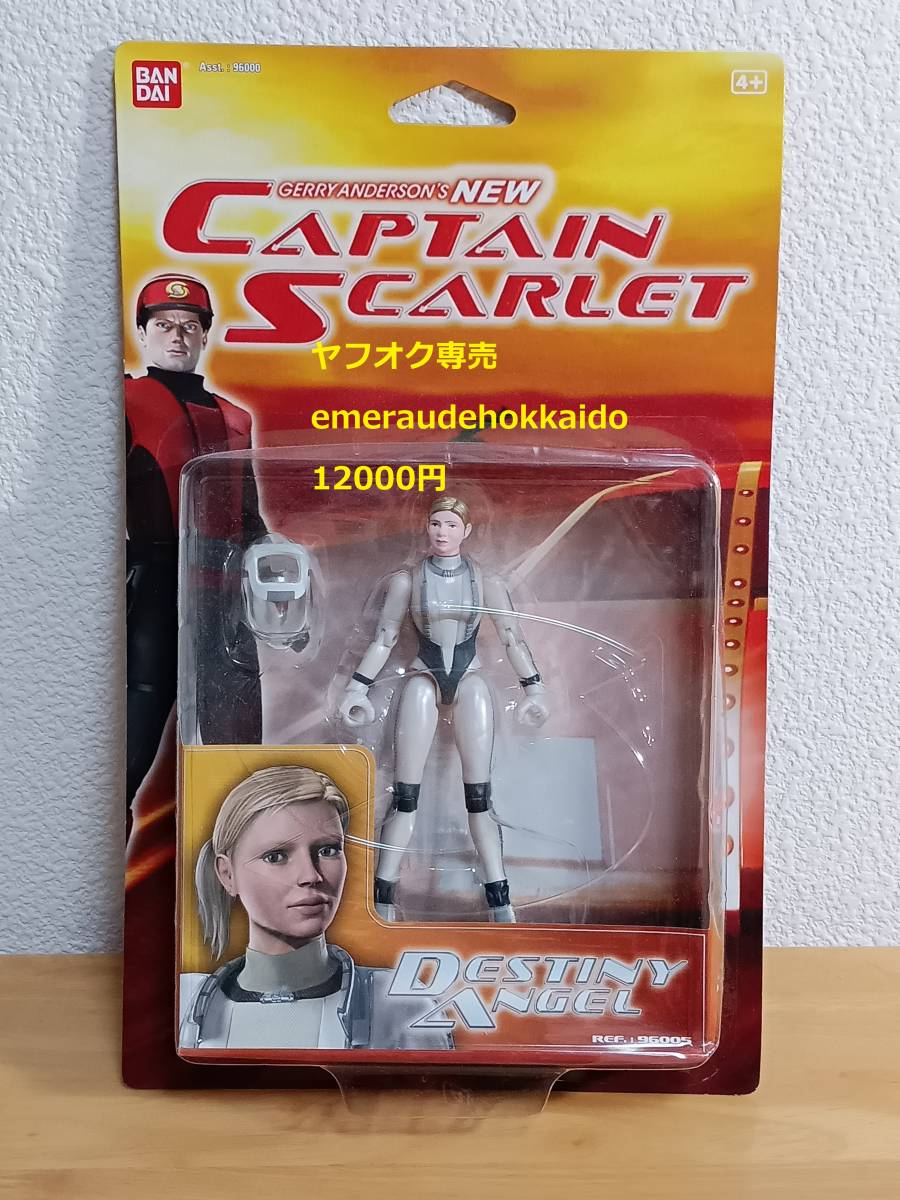 BAN
DAI
Asst. : 96000
4+
GERRY ANDERSON'S NEW
CAPTAIN
SCARLET
ヤフオク専売
emeraudehokkaido
12000円
DESTINY
ANGEL
REF. : 96005